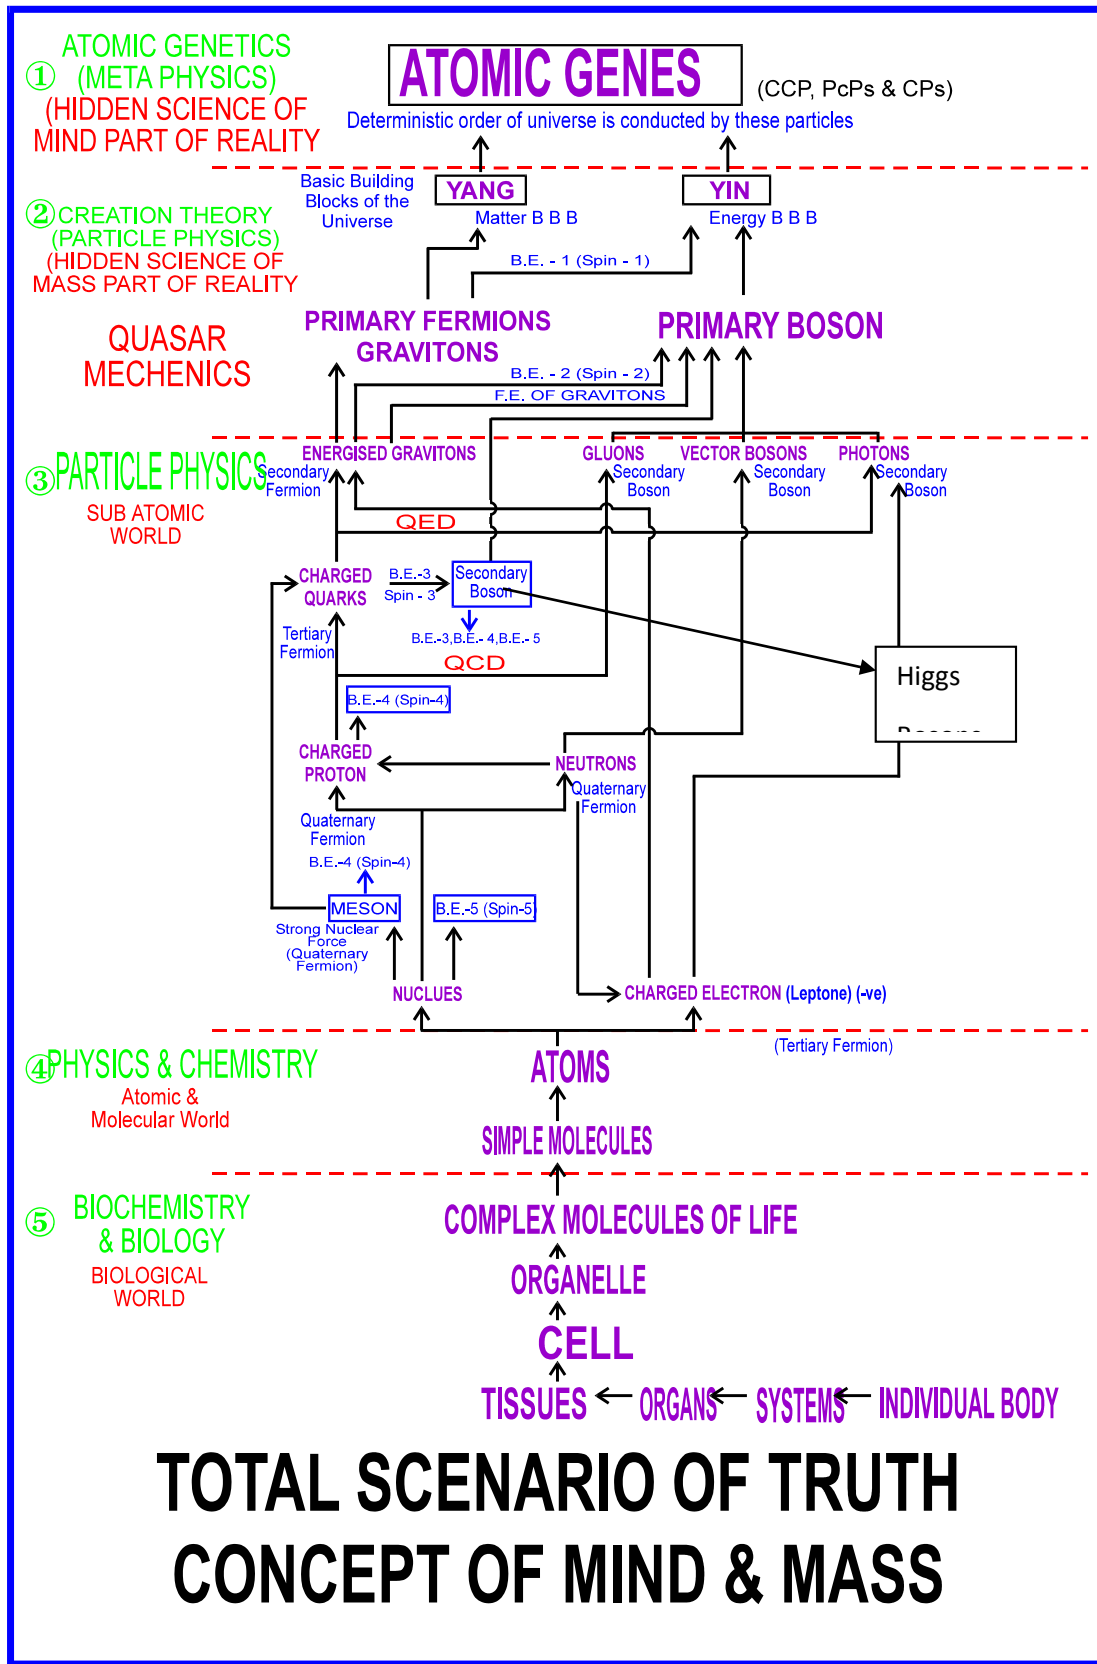 ATOMIC GENETICS
① (META PHYSICS)
(HIDDEN SCIENCE OF
MIND PART OF REALITY
ATOMIC GENES
(CCP, PcPs & CPs)
Deterministic order of universe is conducted by these particles
Basic Building
Blocks of the
Universe
YANG
Matter B B B
YIN
Energy B B B
② CREATION THEORY
(PARTICLE PHYSICS)
(HIDDEN SCIENCE OF
MASS PART OF REALITY
B.E. - 1 (Spin - 1)
QUASAR
MECHENICS
PRIMARY FERMIONS
GRAVITONS
PRIMARY BOSON
B.E. - 2 (Spin - 2)
F.E. OF GRAVITONS
③ PARTICLE PHYSICS
SUB ATOMIC
WORLD
ENERGISED GRAVITONS
Secondary
Fermion
GLUONS
Secondary
Boson
VECTOR BOSONS
Secondary
Boson
PHOTONS
Secondary
Boson
QED
CHARGED
QUARKS
B.E.-3
Spin - 3
Secondary
Boson
B.E.-3,B.E.- 4,B.E.- 5
Tertiary
Fermion
QCD
Higgs
B.E.-4 (Spin-4)
CHARGED
PROTON
NEUTRONS
Quaternary
Fermion
Quaternary
Fermion
B.E.-4 (Spin-4)
MESON
B.E.-5 (Spin-5)
Strong Nuclear
Force
(Quaternary
Fermion)
NUCLUES
CHARGED ELECTRON (Leptone) (-ve)
(Tertiary Fermion)
④ PHYSICS & CHEMISTRY
Atomic &
Molecular World
ATOMS
SIMPLE MOLECULES
⑤ BIOCHEMISTRY
& BIOLOGY
BIOLOGICAL
WORLD
COMPLEX MOLECULES OF LIFE
ORGANELLE
CELL
TISSUES ORGANS SYSTEMS INDIVIDUAL BODY
TOTAL SCENARIO OF TRUTH
CONCEPT OF MIND & MASS